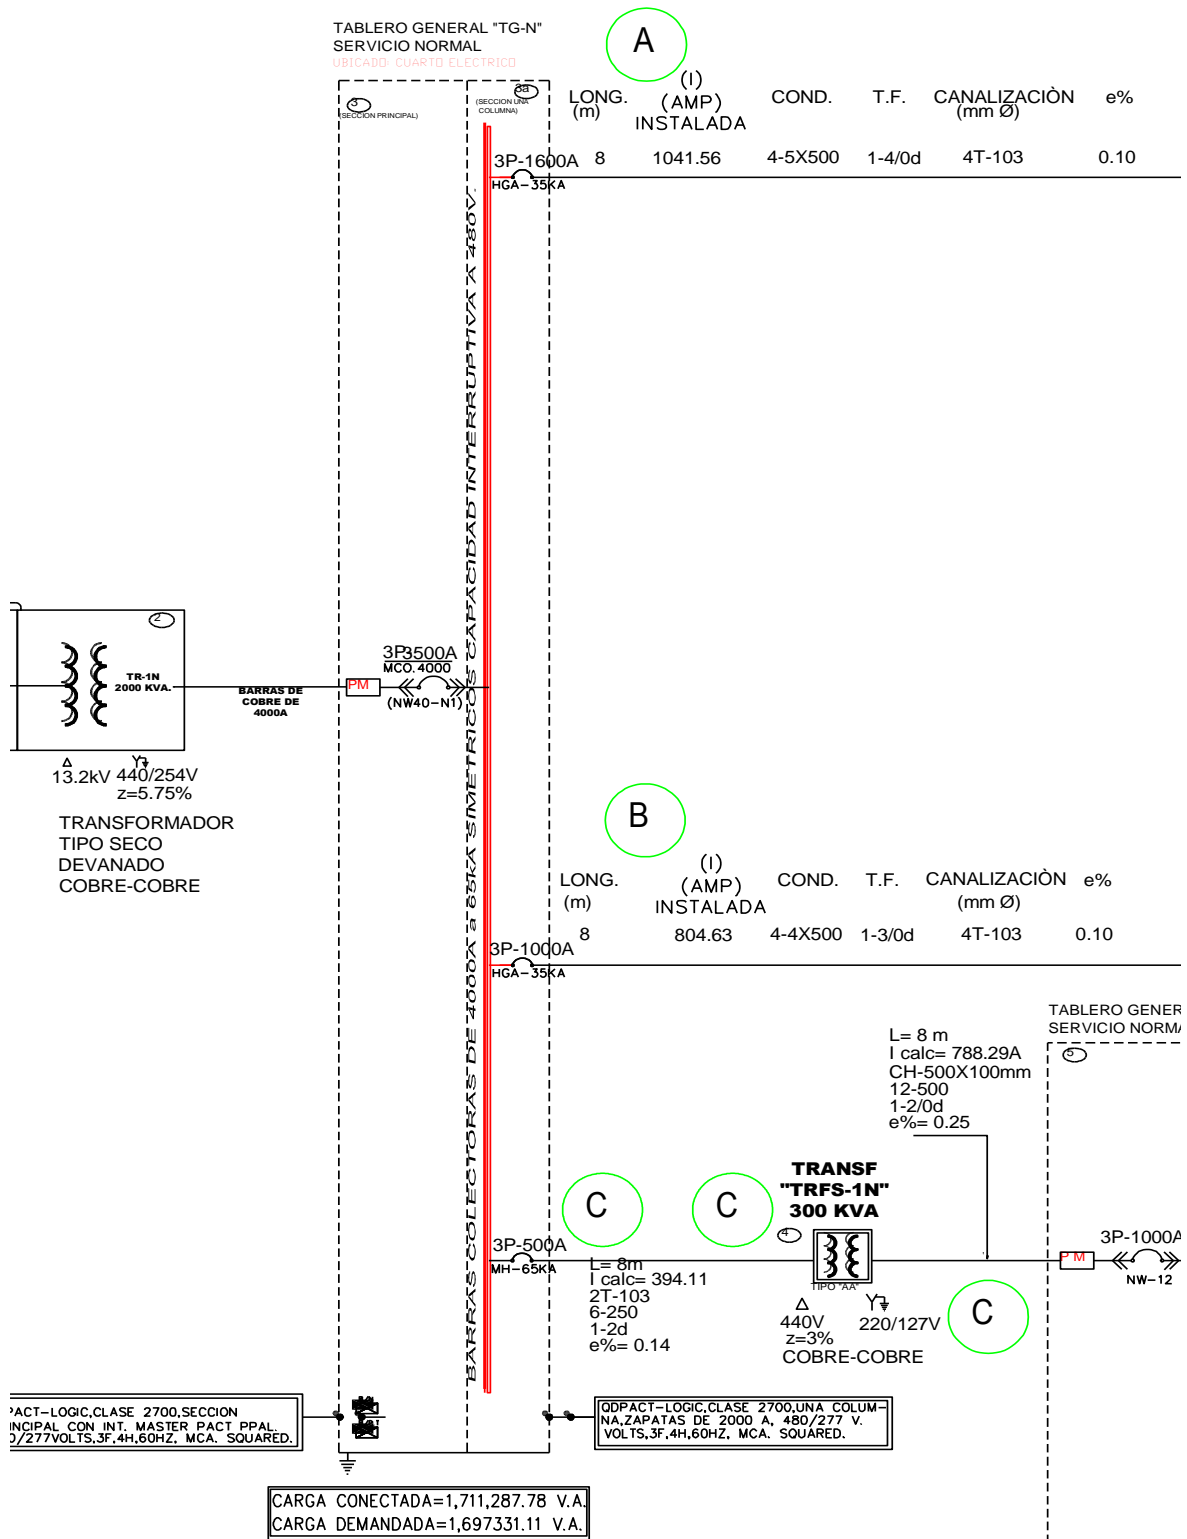 TABLERO GENERAL "TG-N"
SERVICIO NORMAL
UBICADO: CUARTO ELECTRICO
3
(SECCION PRINCIPAL)
3a
(SECCION UNA
COLUMNA)
A
LONG.
(m)
(I)
(AMP)
INSTALADA
COND.
T.F.
CANALIZACIÒN
(mm Ø)
e%
3P-1600A
HGA-35KA
8
1041.56
4-5X500
1-4/0d
4T-103
0.10
BARRAS COLECTORAS DE 4000A a 65KA SIMETRICOS CAPACIDAD INTERRUPTIVA A 480V.
2
TR-1N
2000 KVA.
BARRAS DE
COBRE DE
4000A
PM
3P-3500A
MCO. 4000
(NW40-N1)
13.2kV
440/254V
z=5.75%
TRANSFORMADOR
TIPO SECO
DEVANADO
COBRE-COBRE
B
LONG.
(m)
(I)
(AMP)
INSTALADA
COND.
T.F.
CANALIZACIÒN
(mm Ø)
e%
3P-1000A
HGA-35KA
8
804.63
4-4X500
1-3/0d
4T-103
0.10
TABLERO GENER
SERVICIO NORMA
5
L= 8 m
I calc= 788.29A
CH-500X100mm
12-500
1-2/0d
e%= 0.25
C
C
TRANSF
"TRFS-1N"
300 KVA
4
3P-500A
MH-65KA
L= 8m
I calc= 394.11
2T-103
6-250
1-2d
e%= 0.14
TIPO "AA"
440V
z=3%
220/127V
COBRE-COBRE
C
PM
3P-1000A
NW-12
PACT-LOGIC,CLASE 2700,SECCION
INCIPAL CON INT. MASTER PACT PPAL.
0/277VOLTS,3F,4H,60HZ, MCA. SQUARED.
QDPACT-LOGIC,CLASE 2700,UNA COLUM-
NA,ZAPATAS DE 2000 A, 480/277 V.
VOLTS,3F,4H,60HZ, MCA. SQUARED.
CARGA CONECTADA=1,711,287.78 V.A.
CARGA DEMANDADA=1,697331.11 V.A.